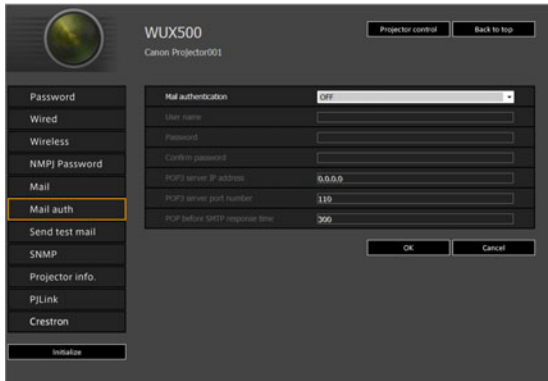 WUX500
Canon Projector001
Projector control
Back to top
Password
Wired
Wireless
NMPJ Password
Mail
Mail auth
Send test mail
SNMP
Projector info.
PJLink
Crestron
Initialize
Mail authentication OFF
User name
Password
Confirm password
POP3 server IP address 0.0.0.0
POP3 server port number 110
POP before SMTP response time 300
OK Cancel